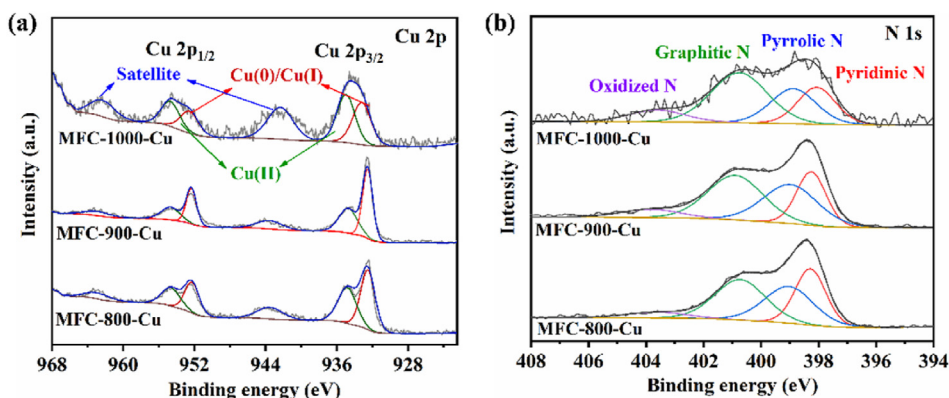 (a)
Cu 2p
Cu 2p1/2
Cu 2p3/2
Satellite
Cu(0)/Cu(I)
MFC-1000-Cu
Cu(II)
MFC-900-Cu
MFC-800-Cu
Intensity (a.u.)
968 960 952 944 936 928
Binding energy (eV)
(b)
N 1s
Pyrrolic N
Graphitic N
Pyridinic N
Oxidized N
MFC-1000-Cu
MFC-900-Cu
MFC-800-Cu
Intensity (a.u.)
408 406 404 402 400 398 396 394
Binding energy (eV)